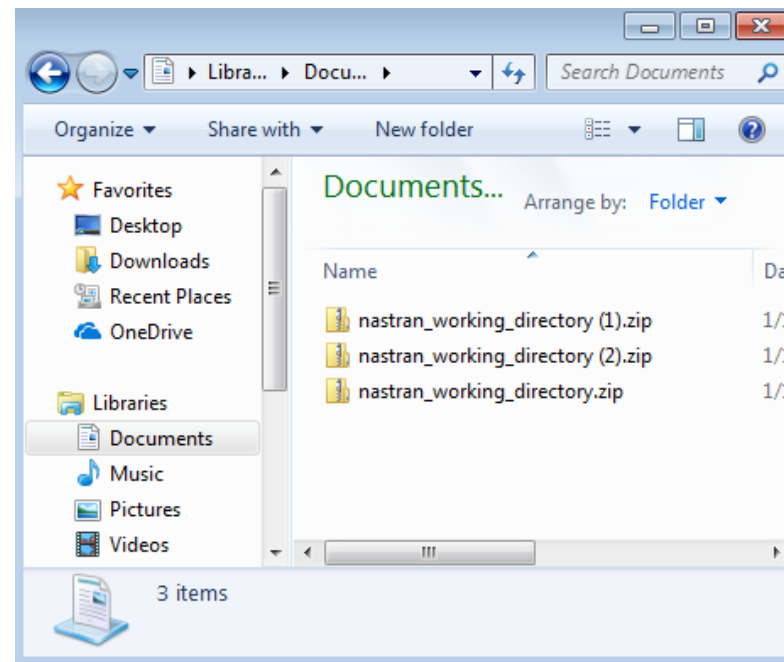 Libra... Docu...
Search Documents
Organize Share with New folder
Favorites
Desktop
Downloads
Recent Places
OneDrive
Libraries
Documents
Music
Pictures
Videos
Documents...
Arrange by: Folder
Name
nastran_working_directory (1).zip
nastran_working_directory (2).zip
nastran_working_directory.zip
3 items